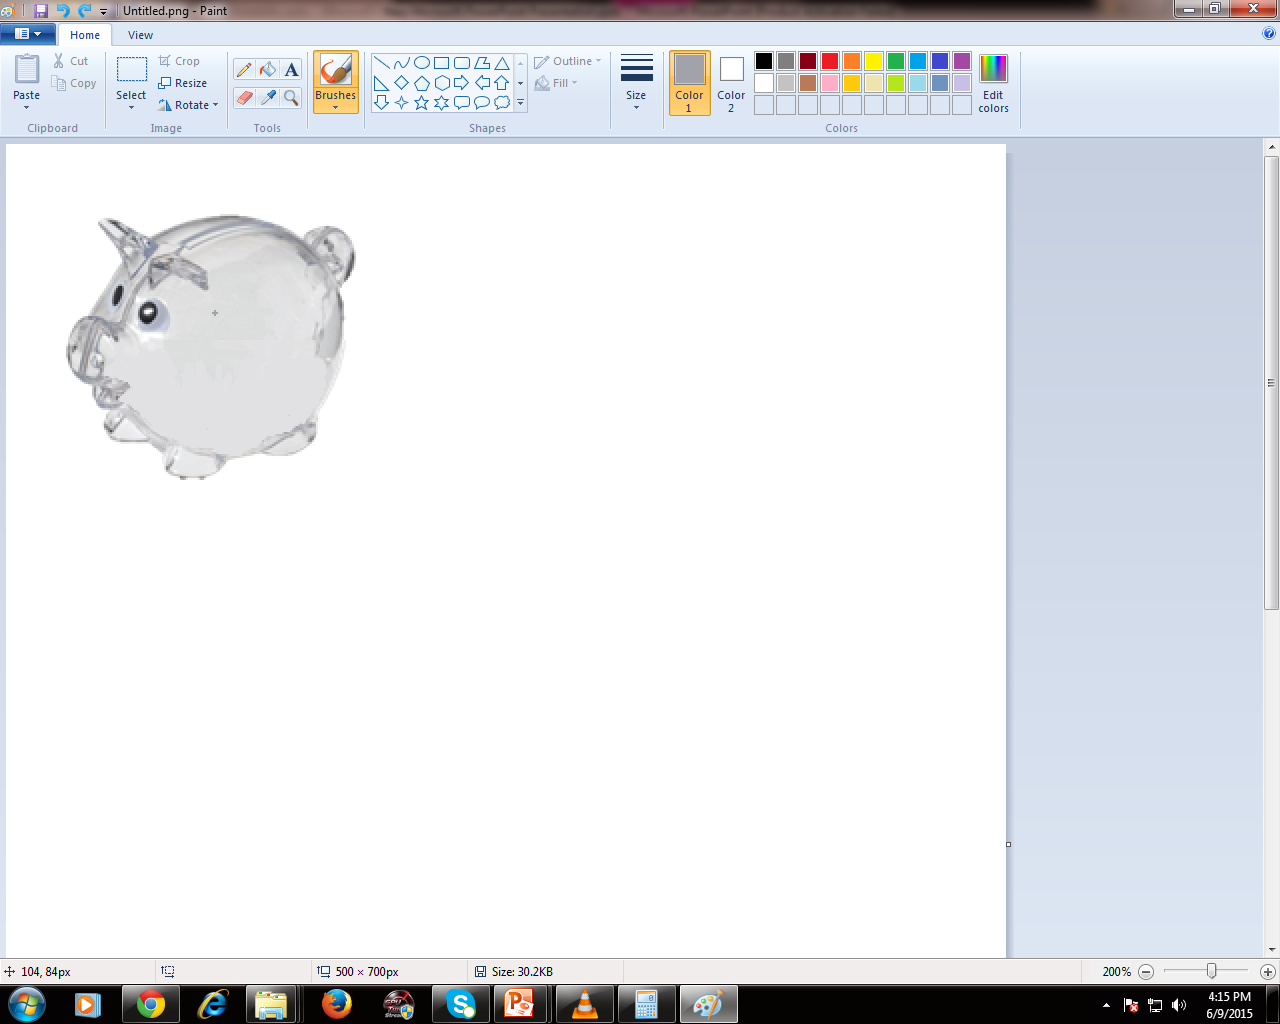 Untitled.png - Paint
Home View
Paste
Cut
Copy
Clipboard
Select
Crop
Resize
Rotate
Image
A
Tools
Brushes
Shapes
Outline
Fill
Size
Color 1
Color 2
Edit colors
Colors
104, 84px
500 × 700px
Size: 30.2KB
200%
4:15 PM
6/9/2015